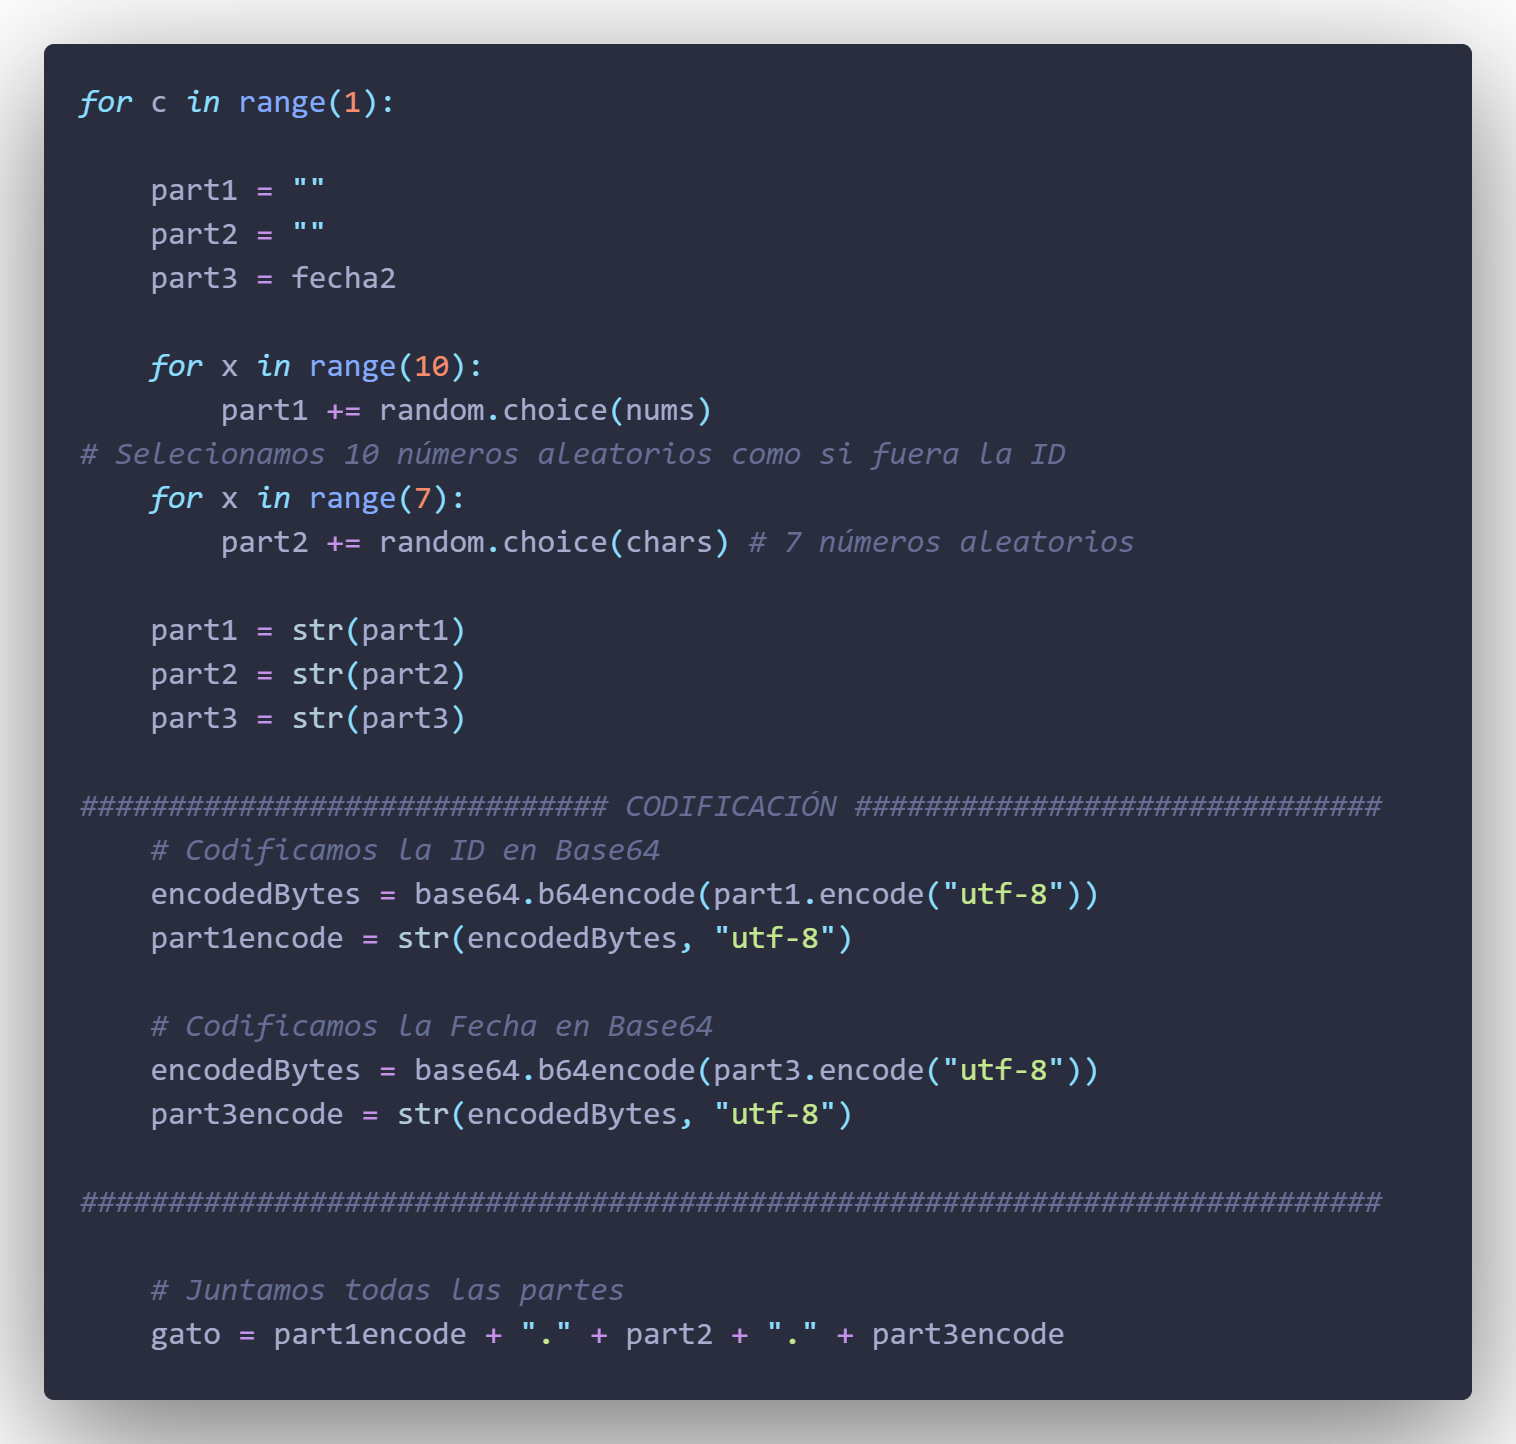 for c in range(1):
    part1 = ""
    part2 = ""
    part3 = fecha2
    for x in range(10):
        part1 += random.choice(nums)
# Selecionamos 10 números aleatorios como si fuera la ID
    for x in range(7):
        part2 += random.choice(chars) # 7 números aleatorios
    part1 = str(part1)
    part2 = str(part2)
    part3 = str(part3)
############################## CODIFICACIÓN ##############################
    # Codificamos la ID en Base64
    encodedBytes = base64.b64encode(part1.encode("utf-8"))
    part1encode = str(encodedBytes, "utf-8")
    # Codificamos la Fecha en Base64
    encodedBytes = base64.b64encode(part3.encode("utf-8"))
    part3encode = str(encodedBytes, "utf-8")
##########################################################################
    # Juntamos todas las partes
    gato = part1encode + "." + part2 + "." + part3encode